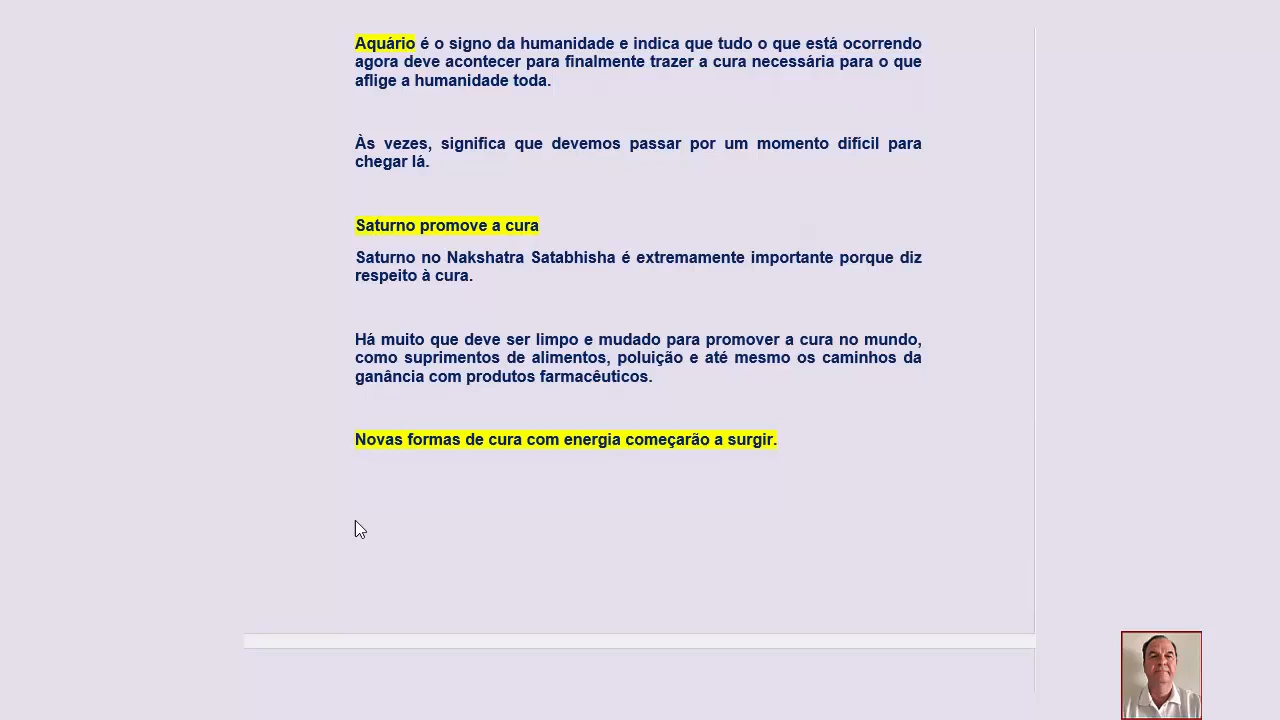 Aquário é o signo da humanidade e indica que tudo o que está ocorrendo
agora deve acontecer para finalmente trazer a cura necessária para o que
aflige a humanidade toda.
Às vezes, significa que devemos passar por um momento difícil para
chegar lá.
Saturno promove a cura
Saturno no Nakshatra Satabhisha é extremamente importante porque diz
respeito à cura.
Há muito que deve ser limpo e mudado para promover a cura no mundo,
como suprimentos de alimentos, poluição e até mesmo os caminhos da
ganância com produtos farmacêuticos.
Novas formas de cura com energia começarão a surgir.